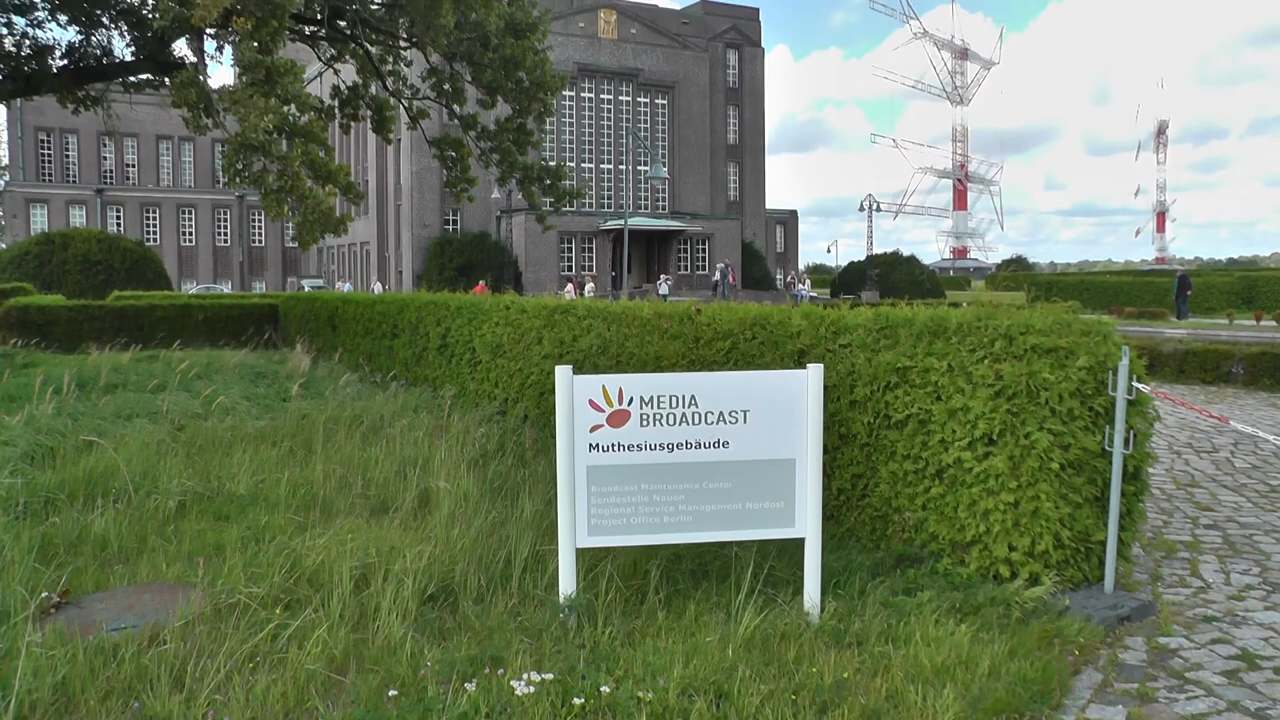 MEDIA
BROADCAST
Muthesiusgebäude
Broadcast Maintenance Center
Sendestelle Nauen
Regional Service Management Nordost
Project Office Berlin